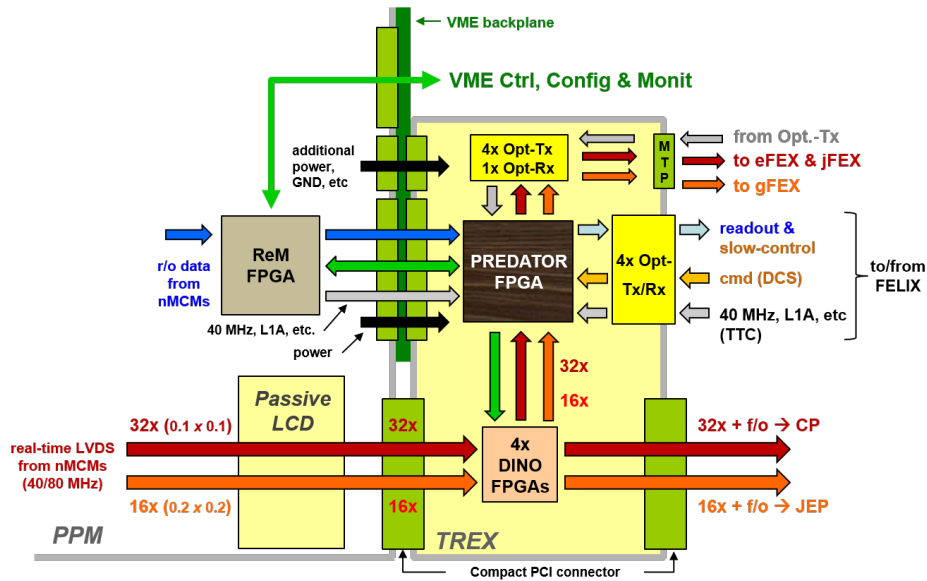 VME backplane
VME Ctrl, Config & Monit
additional
power,
GND, etc
4x Opt-Tx
1x Opt-Rx
MTP
from Opt.-Tx
to eFEX & jFEX
to gFEX
ReM
FPGA
r/o data
from
nMCMs
PREDATOR
FPGA
4x Opt-
Tx/Rx
readout &
slow-control
cmd (DCS)
40 MHz, L1A, etc
(TTC)
to/from
FELIX
40 MHz, L1A, etc.
power
32x
16x
Passive
LCD
32x (0.1 x 0.1)
32x
real-time LVDS
from nMCMs
(40/80 MHz)
4x
DINO
FPGAs
32x + f/o → CP
16x (0.2 x 0.2)
16x
16x + f/o → JEP
PPM
TREX
Compact PCI connector